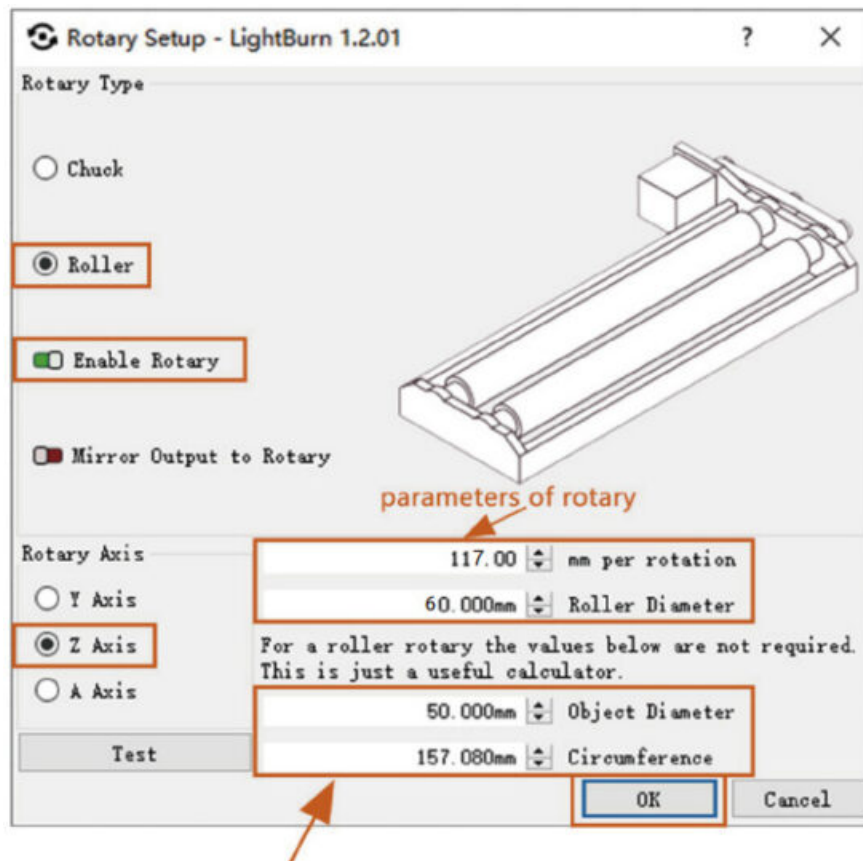 Rotary Setup - LightBurn 1.2.01 ?
Rotary Type
Chuck
Roller
Enable Rotary
Mirror Output to Rotary
parameters of rotary
Rotary Axis
117.00 mm per rotation
Y Axis
60.000mm Roller Diameter
Z Axis
For a roller rotary the values below are not required.
This is just a useful calculator.
A Axis
50.000mm Object Diameter
Test
157.080mm Circumference
OK
Cancel